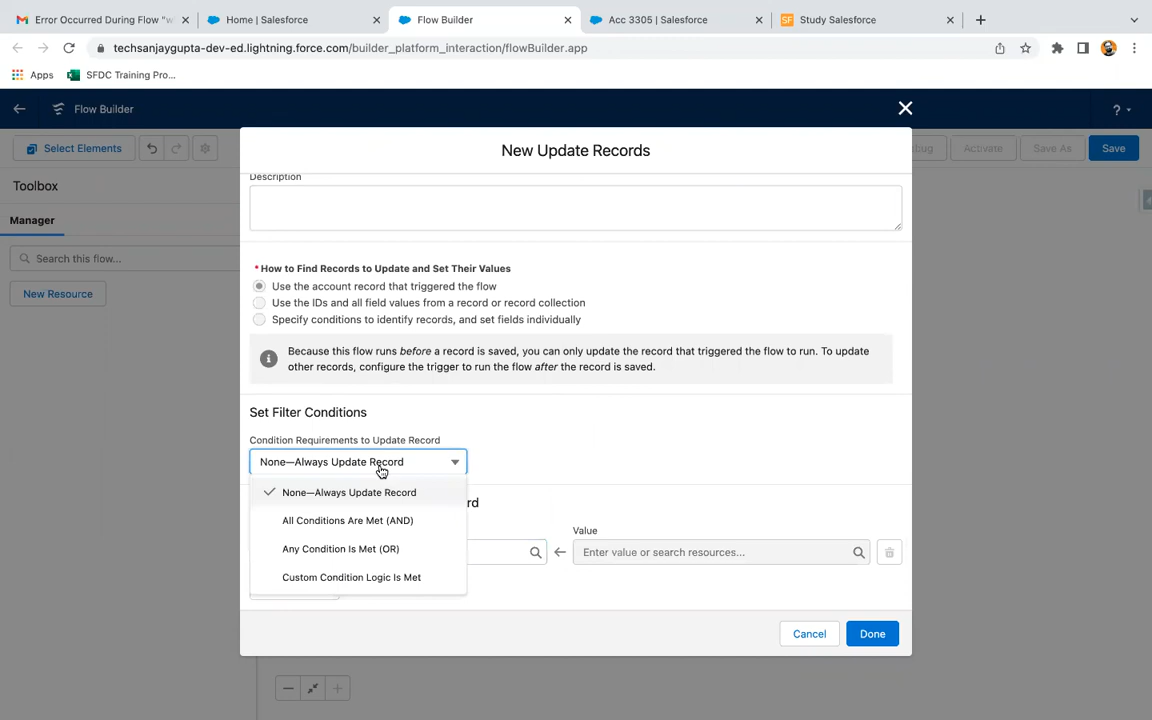 Error Occurred During Flow "w
Home | Salesforce
Flow Builder
Acc 3305 | Salesforce
SF
Study Salesforce
techsanjaygupta-dev-ed.lightning.force.com/builder_platform_interaction/flowBuilder.app
Apps
SFDC Training Pro...
Flow Builder
?
Select Elements
bug
Activate
Save As
Save
New Update Records
Toolbox
Description
Manager
Search this flow...
New Resource
* How to Find Records to Update and Set Their Values
Use the account record that triggered the flow
Use the IDs and all field values from a record or record collection
Specify conditions to identify records, and set fields individually
Because this flow runs before a record is saved, you can only update the record that triggered the flow to run. To update
other records, configure the trigger to run the flow after the record is saved.
Set Filter Conditions
Condition Requirements to Update Record
None—Always Update Record
None—Always Update Record
rd
All Conditions Are Met (AND)
Value
Any Condition Is Met (OR)
Enter value or search resources...
Custom Condition Logic Is Met
Cancel
Done